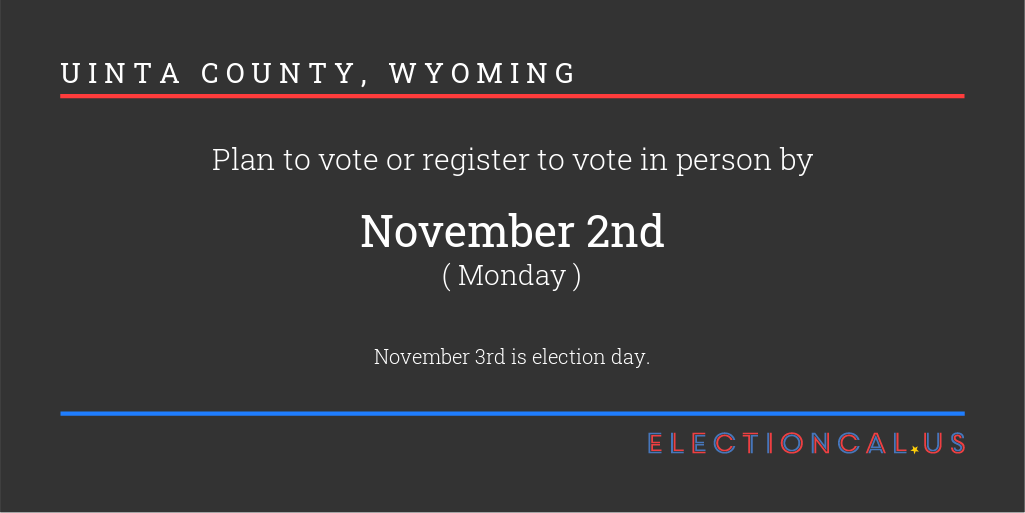 UINTA COUNTY, WYOMING
Plan to vote or register to vote in person by
November 2nd
( Monday )
November 3rd is election day.
ELECTIONCAL.US